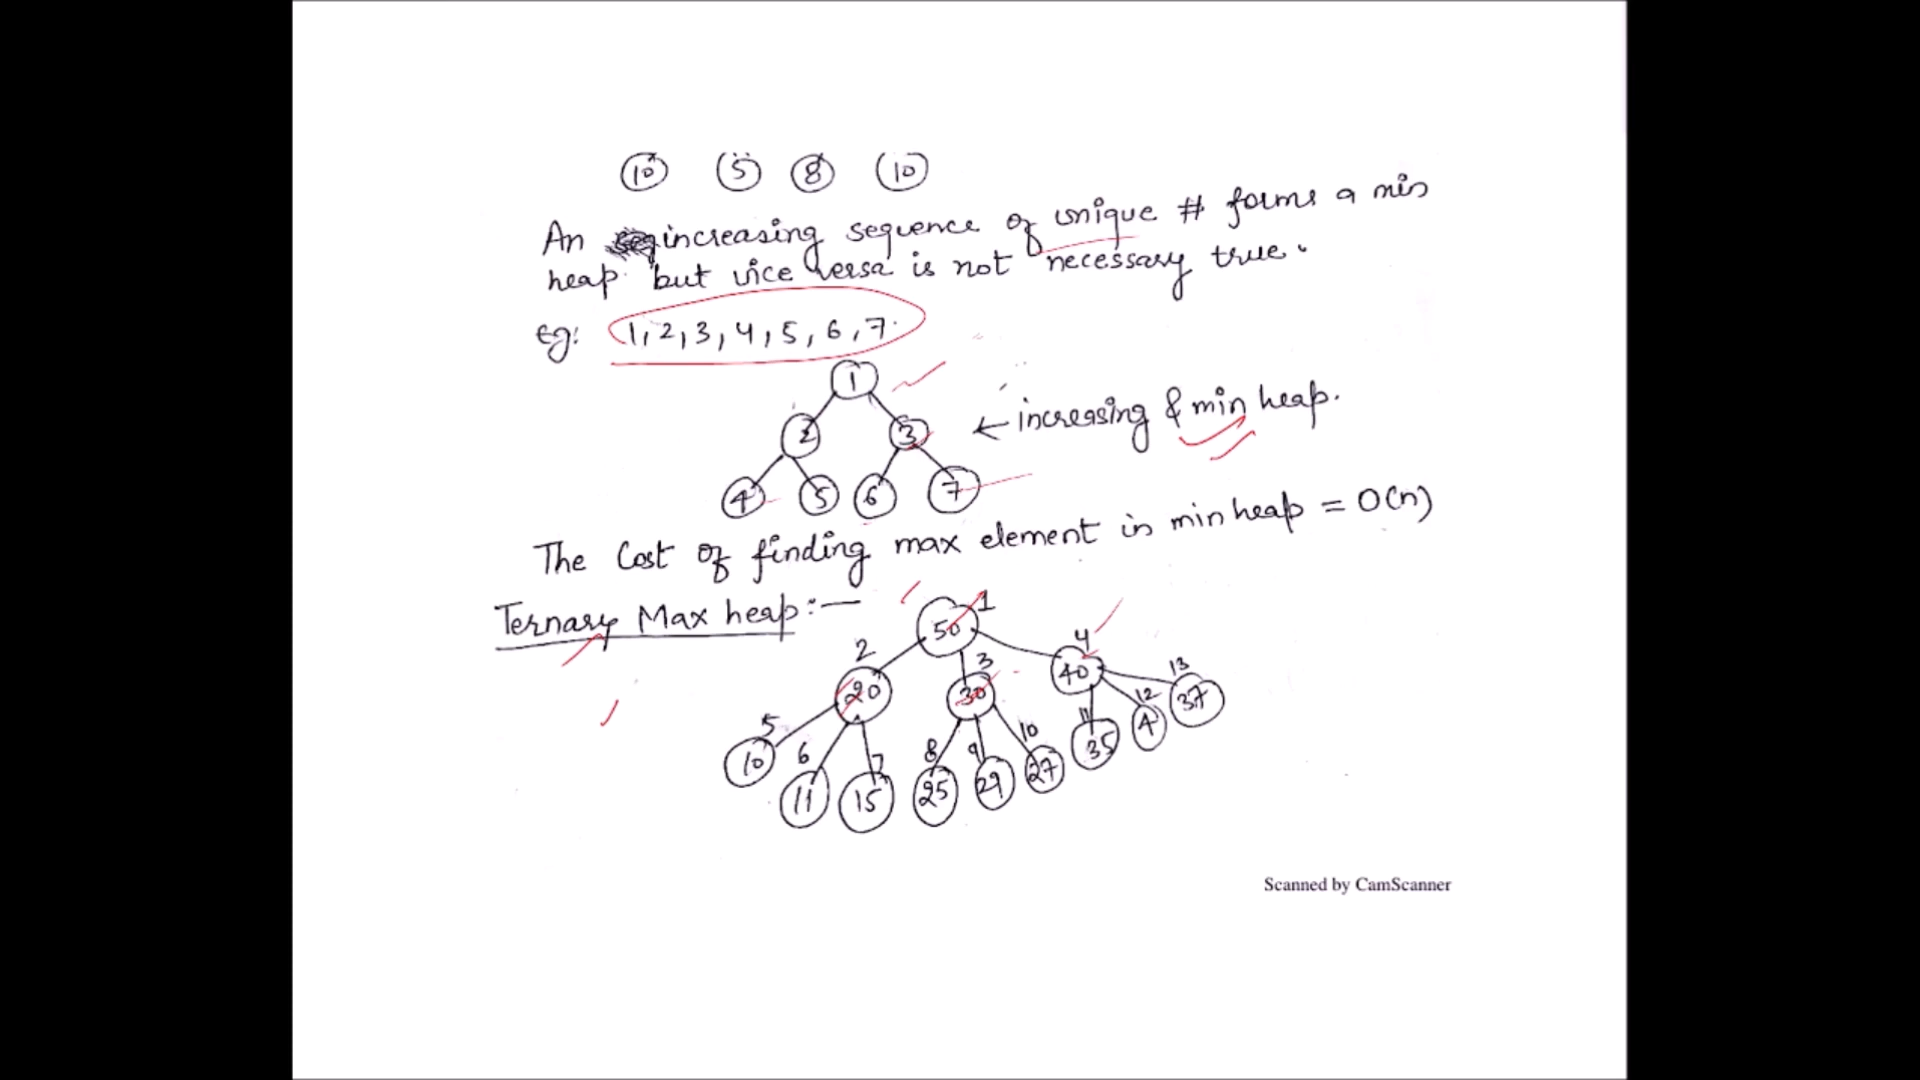 10 5 8 10
An increasing sequence of unique # forms a min
heap but vice versa is not necessary true.
eg: 1, 2, 3, 4, 5, 6, 7.
1
2 3
← increasing & min heap.
4 5 6 7
The Cost of finding max element in min heap = O(n)
Ternary Max heap :—
50 1
2 20 3 30 4 40
5 10 6 11 7 15 8 25 9 29 10 27 11 35 12 4 13 37
Scanned by CamScanner